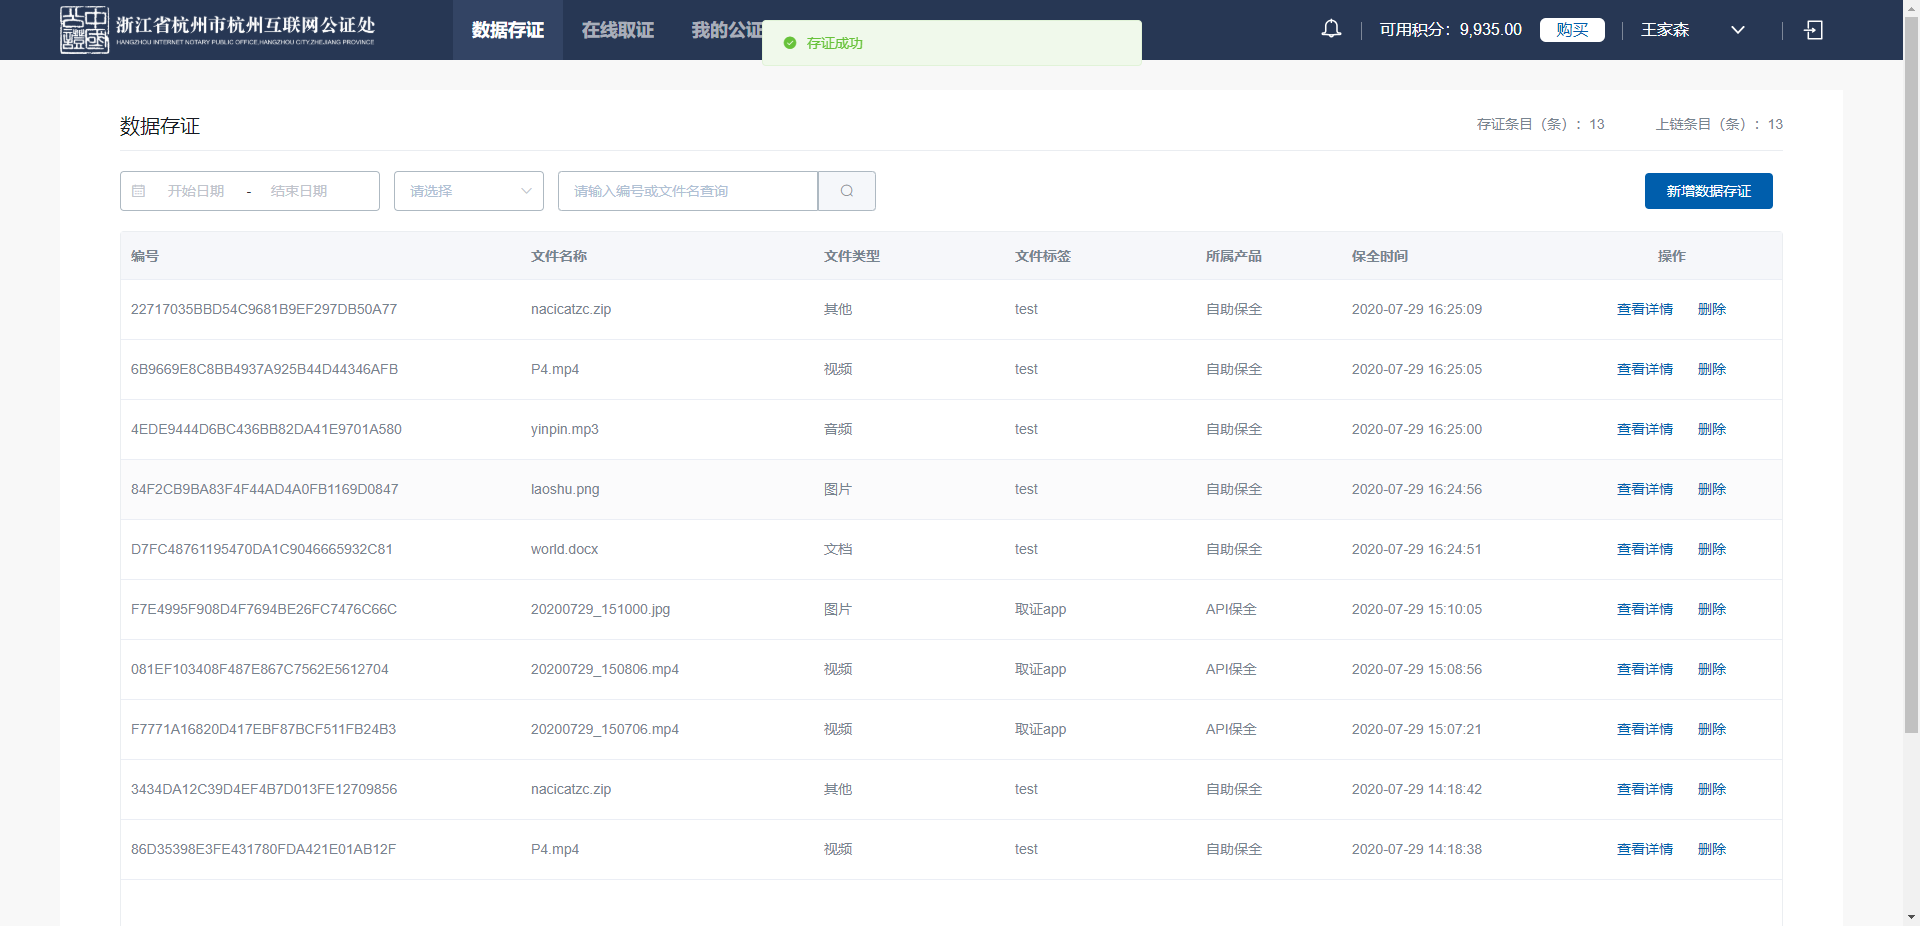 浙江省杭州市杭州互联网公证处
HANGZHOU INTERNET NOTARY PUBLIC OFFICE,HANGZHOU CITY,ZHEJIANG PROVINCE
数据存证 在线取证 我的公证
存证成功
可用积分：9,935.00 购买 王家森
数据存证 存证条目（条）：13 上链条目（条）：13
开始日期 - 结束日期 请选择 请输入编号或文件名查询 新增数据存证
编号 文件名称 文件类型 文件标签 所属产品 保全时间 操作
22717035BBD54C9681B9EF297DB50A77 nacicatzc.zip 其他 test 自助保全 2020-07-29 16:25:09 查看详情 删除
6B9669E8C8BB4937A925B44D44346AFB P4.mp4 视频 test 自助保全 2020-07-29 16:25:05 查看详情 删除
4EDE9444D6BC436BB82DA41E9701A580 yinpin.mp3 音频 test 自助保全 2020-07-29 16:25:00 查看详情 删除
84F2CB9BA83F4F44AD4A0FB1169D0847 laoshu.png 图片 test 自助保全 2020-07-29 16:24:56 查看详情 删除
D7FC48761195470DA1C9046665932C81 world.docx 文档 test 自助保全 2020-07-29 16:24:51 查看详情 删除
F7E4995F908D4F7694BE26FC7476C66C 20200729_151000.jpg 图片 取证app API保全 2020-07-29 15:10:05 查看详情 删除
081EF103408F487E867C7562E5612704 20200729_150806.mp4 视频 取证app API保全 2020-07-29 15:08:56 查看详情 删除
F7771A16820D417EBF87BCF511FB24B3 20200729_150706.mp4 视频 取证app API保全 2020-07-29 15:07:21 查看详情 删除
3434DA12C39D4EF4B7D013FE12709856 nacicatzc.zip 其他 test 自助保全 2020-07-29 14:18:42 查看详情 删除
86D35398E3FE431780FDA421E01AB12F P4.mp4 视频 test 自助保全 2020-07-29 14:18:38 查看详情 删除